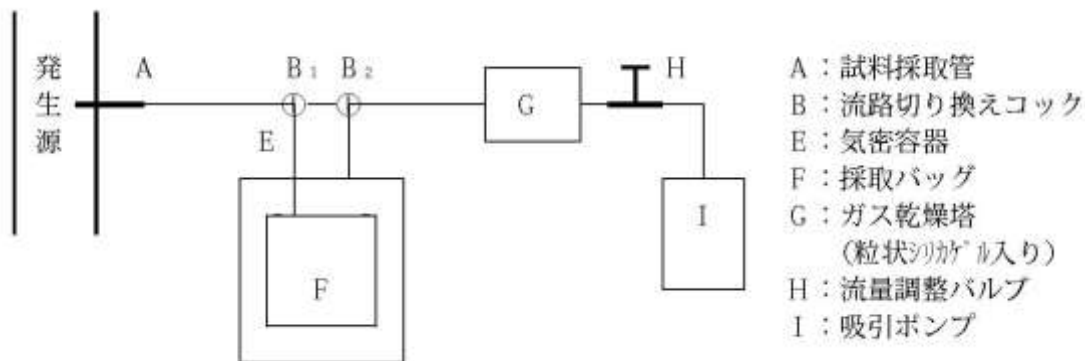 発生源
A
B₁
B₂
H
G
E
I
F
A：試料採取管
B：流路切り換えコック
E：気密容器
F：採取バッグ
G：ガス乾燥塔
（粒状ｼﾘｶｹﾞﾙ入り）
H：流量調整バルブ
I：吸引ポンプ